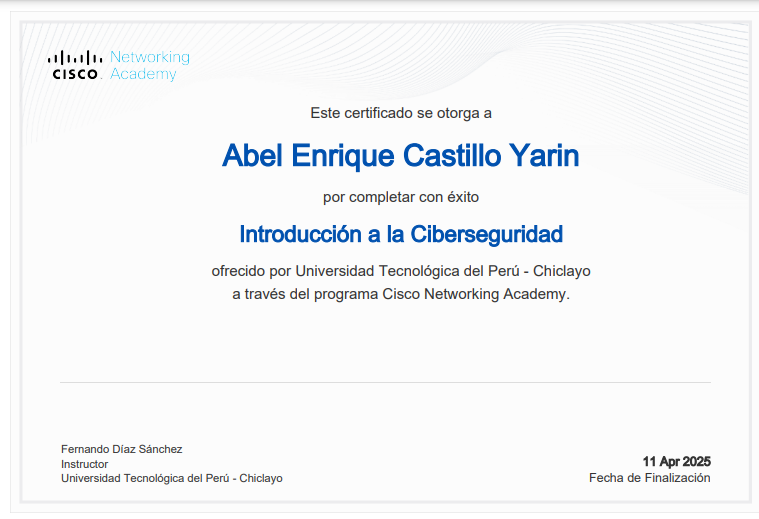 CISCO. Networking Academy
Este certificado se otorga a
Abel Enrique Castillo Yarin
por completar con éxito
Introducción a la Ciberseguridad
ofrecido por Universidad Tecnológica del Perú - Chiclayo
a través del programa Cisco Networking Academy.
Fernando Díaz Sánchez
Instructor
Universidad Tecnológica del Perú - Chiclayo
11 Apr 2025
Fecha de Finalización